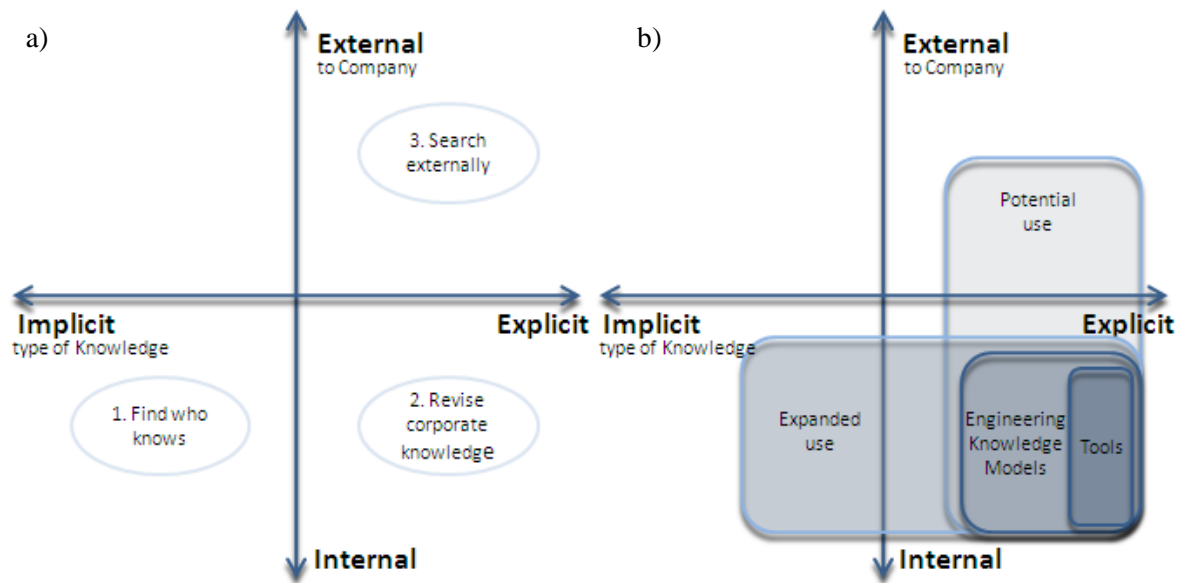 a)
External
to Company
3. Search
externally
Implicit
type of Knowledge
Explicit
1. Find who
knows
2. Revise
corporate
knowledge
Internal
b)
External
to Company
Potential
use
Implicit
type of Knowledge
Explicit
Expanded
use
Engineering
Knowledge
Models
Tools
Internal